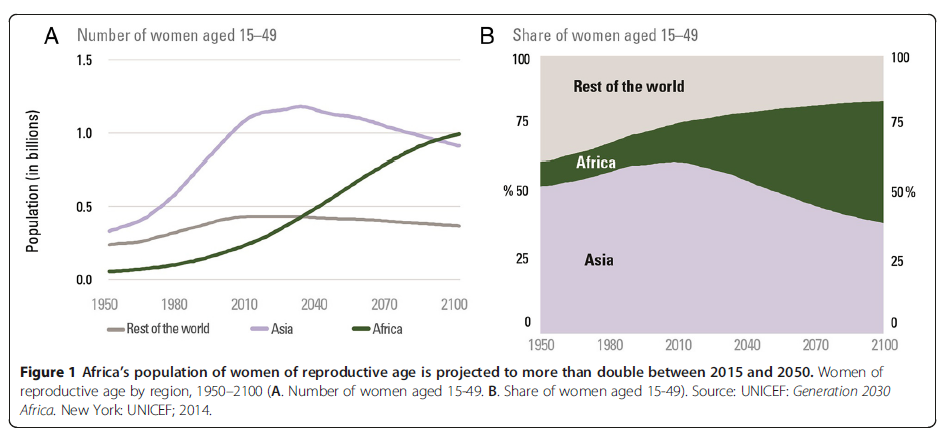 A Number of women aged 15–49
1.5
1.0
0.5
0.0
Population (in billions)
1950 1980 2010 2040 2070 2100
Rest of the world Asia Africa
B Share of women aged 15–49
100 100
75 75
% 50 50 %
25 25
0 0
Rest of the world
Africa
Asia
1950 1980 2010 2040 2070 2100
Figure 1 Africa’s population of women of reproductive age is projected to more than double between 2015 and 2050. Women of
reproductive age by region, 1950–2100 (A. Number of women aged 15-49. B. Share of women aged 15-49). Source: UNICEF: Generation 2030
Africa. New York: UNICEF; 2014.